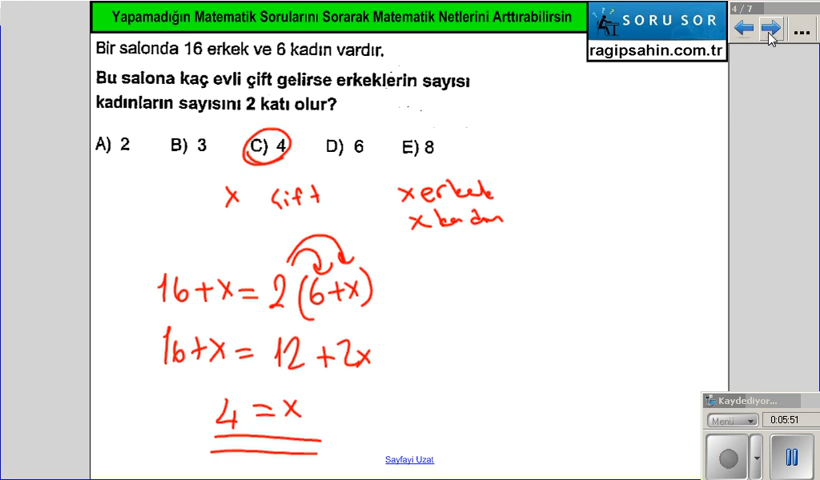 Yapamadığın Matematik Sorularını Sorarak Matematik Netlerini Arttırabilirsin
SORU SOR
ragipsahin.com.tr
4 / 7
Bir salonda 16 erkek ve 6 kadın vardır.
Bu salona kaç evli çift gelirse erkeklerin sayısı
kadınların sayısını 2 katı olur?
A) 2 B) 3 C) 4 D) 6 E) 8
x çift x erkek
x kadın
16+x = 2 (6+x)
16+x = 12 +2x
4 = x
Sayfayi Uzat
Kaydediyor...
Menü 0:05:51